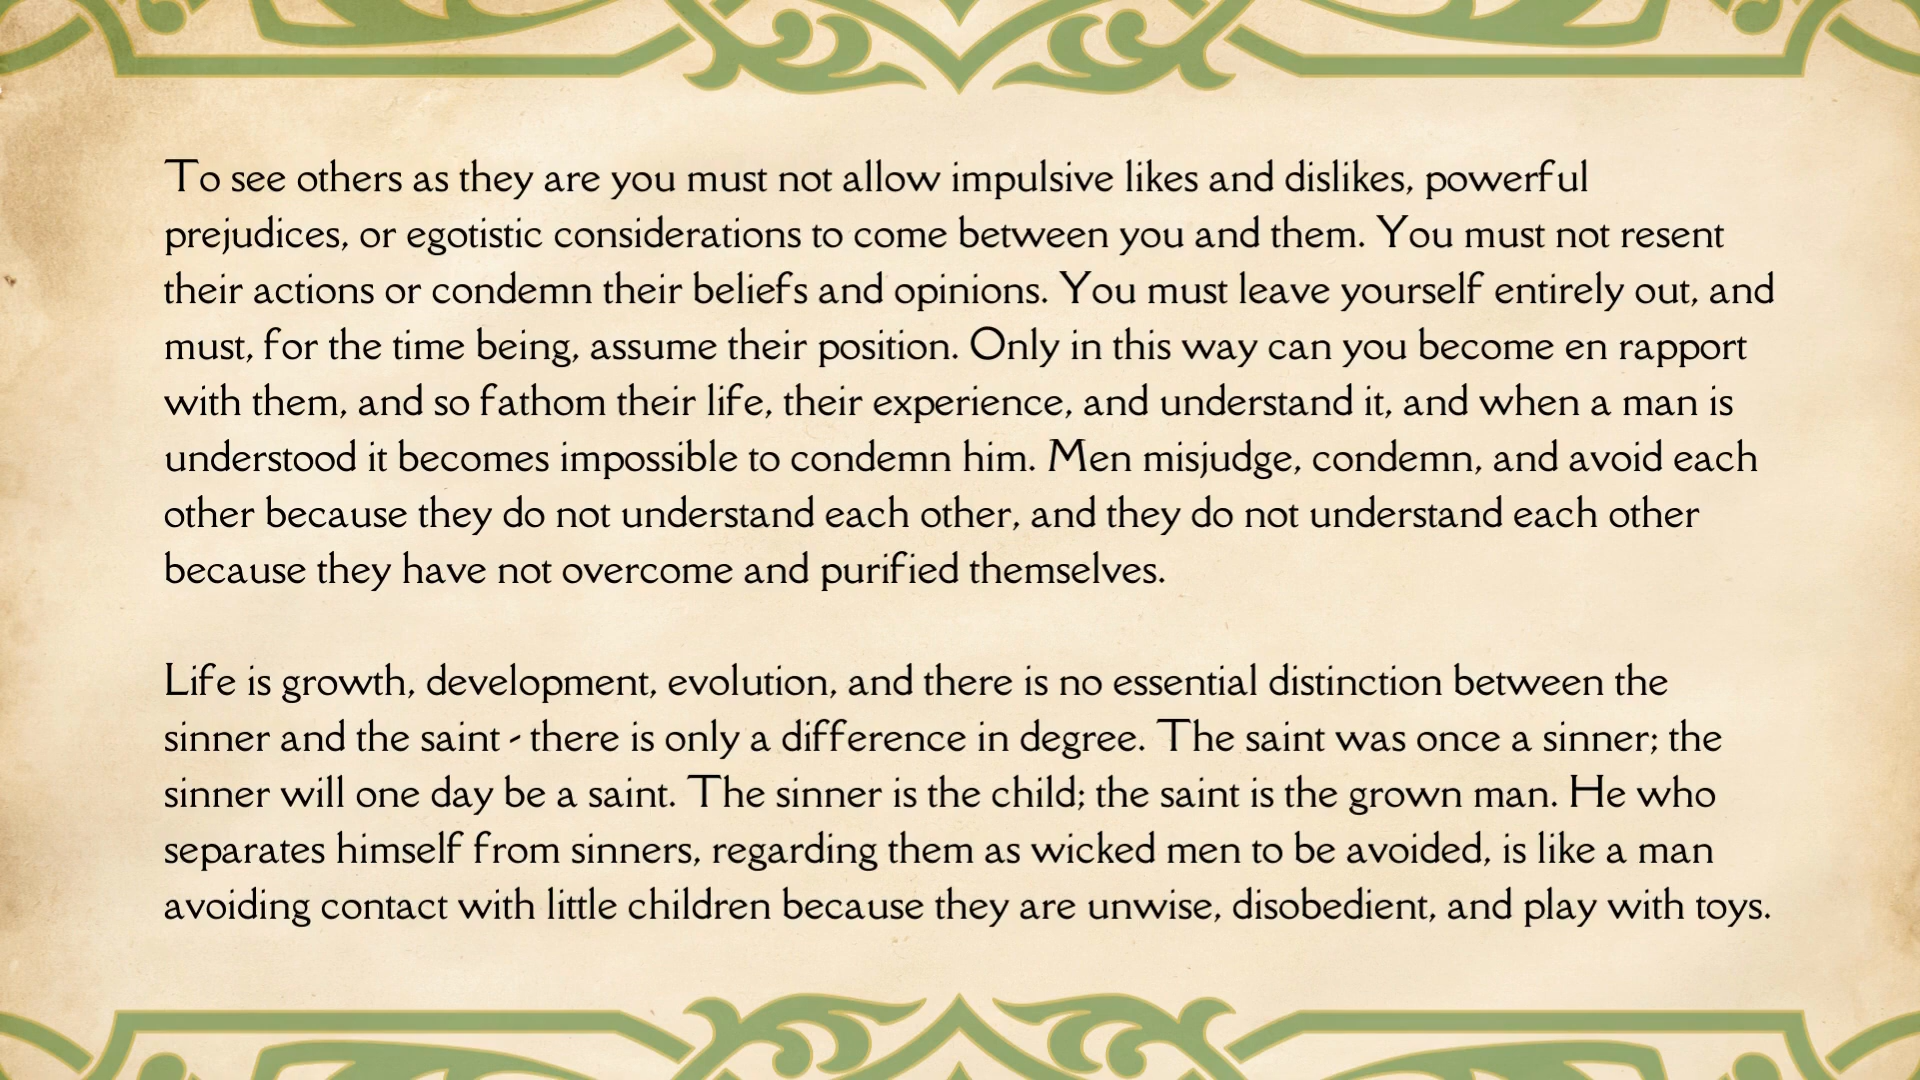 To see others as they are you must not allow impulsive likes and dislikes, powerful
prejudices, or egotistic considerations to come between you and them. You must not resent
their actions or condemn their beliefs and opinions. You must leave yourself entirely out, and
must, for the time being, assume their position. Only in this way can you become en rapport
with them, and so fathom their life, their experience, and understand it, and when a man is
understood it becomes impossible to condemn him. Men misjudge, condemn, and avoid each
other because they do not understand each other, and they do not understand each other
because they have not overcome and purified themselves.
Life is growth, development, evolution, and there is no essential distinction between the
sinner and the saint - there is only a difference in degree. The saint was once a sinner; the
sinner will one day be a saint. The sinner is the child; the saint is the grown man. He who
separates himself from sinners, regarding them as wicked men to be avoided, is like a man
avoiding contact with little children because they are unwise, disobedient, and play with toys.